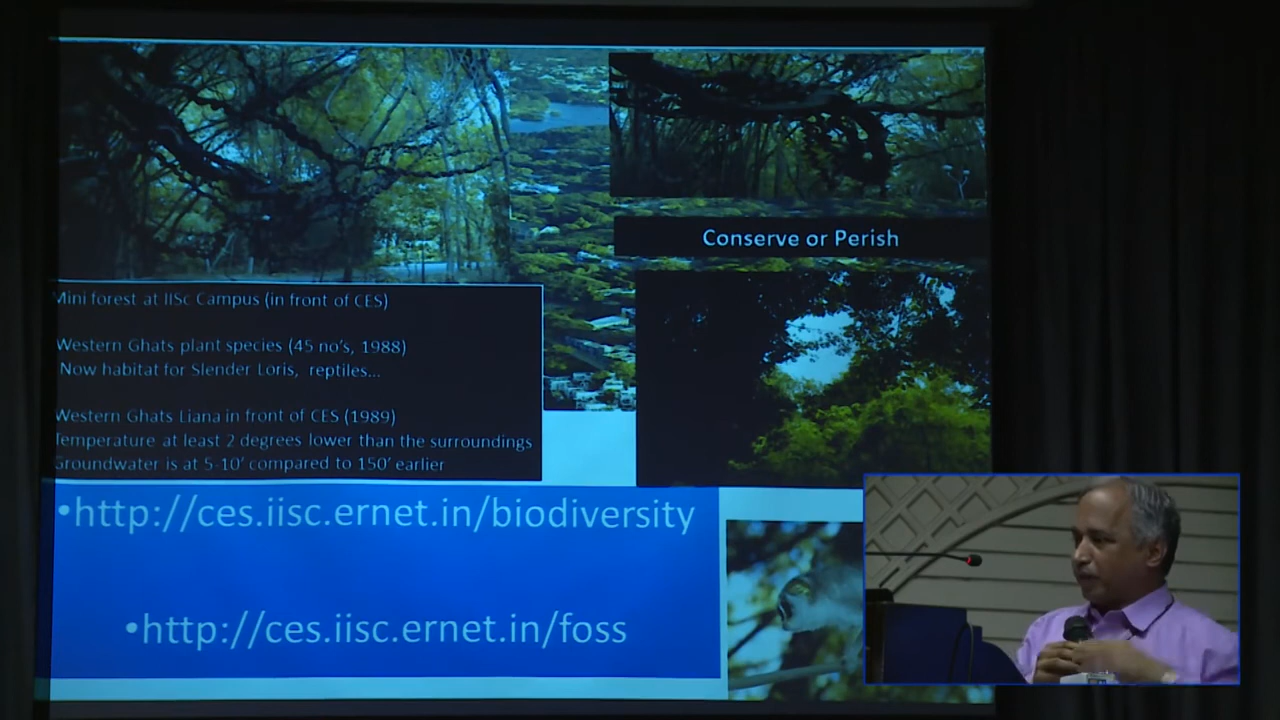 Conserve or Perish
Mini forest at IISc Campus (in front of CES)
Western Ghats plant species (45 no's, 1988)
Now habitat for Slender Loris, reptiles...
Western Ghats Liana in front of CES (1989)
Temperature at least 2 degrees lower than the surroundings
Groundwater is at 5-10' compared to 150' earlier
•http://ces.iisc.ernet.in/biodiversity
•http://ces.iisc.ernet.in/foss